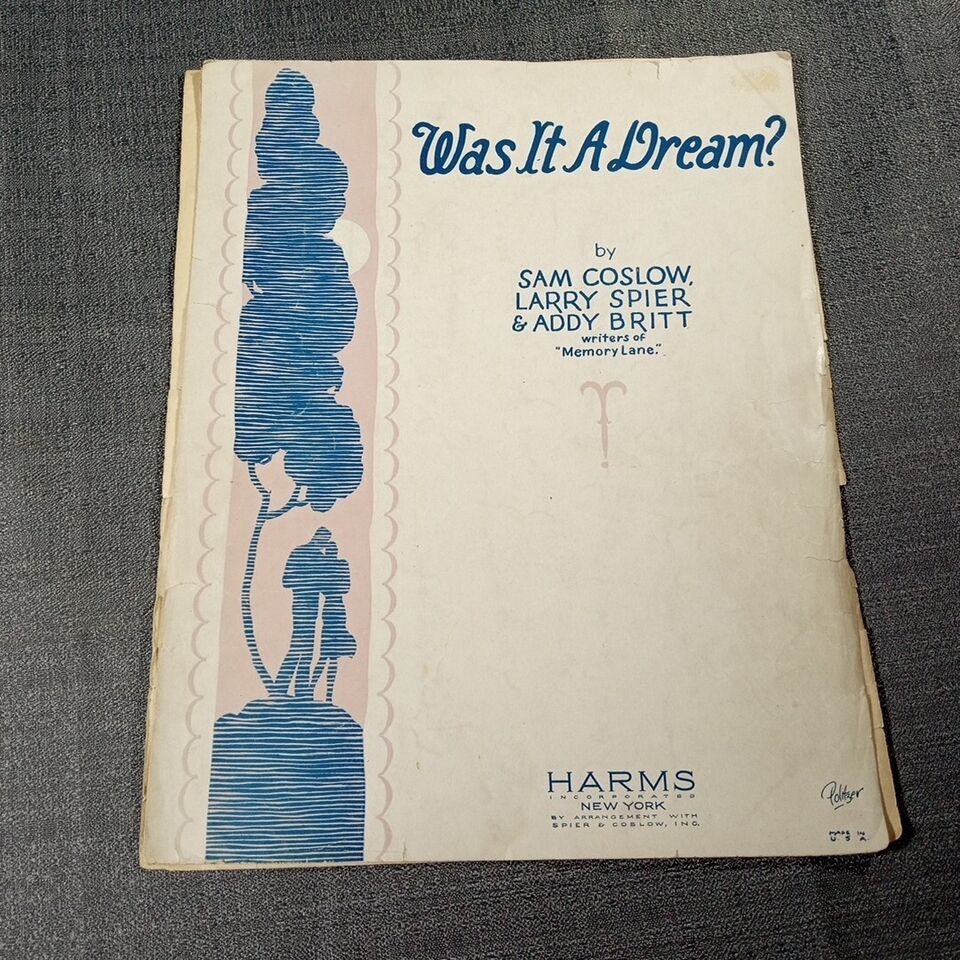 Was It A Dream?
by
SAM COSLOW,
LARRY SPIER
& ADDY BRITT
writers of
"Memory Lane."
HARMS
INCORPORATED
NEW YORK
BY ARRANGEMENT WITH
SPIER & COSLOW, INC.
Politzer
MADE IN
U S A